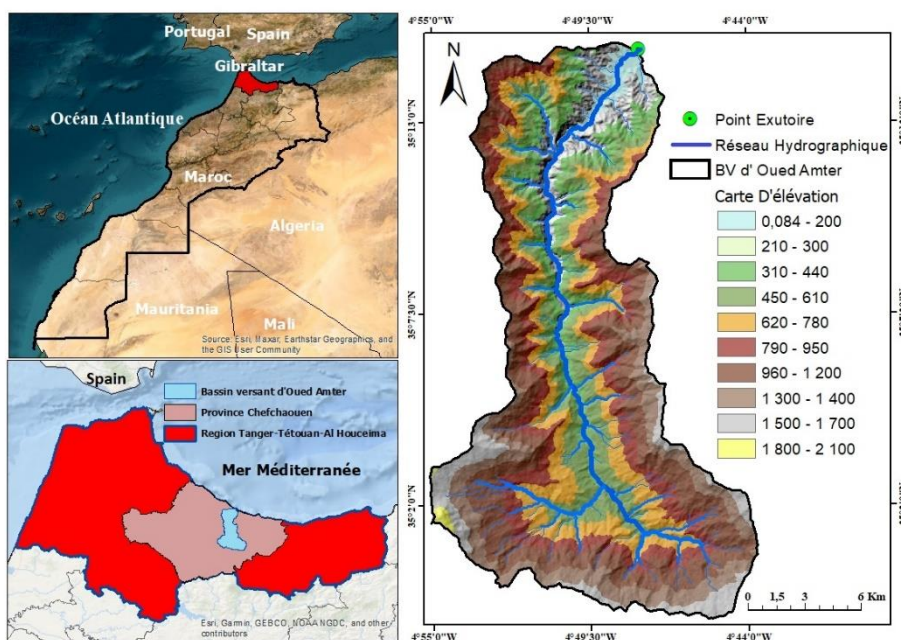 Portugal
Spain
Gibraltar
Océan Atlantique
Maroc
Algeria
Mauritania
Mali
Source: Esri, Maxar, Earthstar Geographics, and
the GIS User Community
Spain
Bassin versant d'Oued Amter
Province Chefchaouen
Region Tanger-Tétouan-Al Houceima
Mer Méditerranée
Esri, Garmin, GEBCO, NOAA NGDC, and other
contributors
4°55'0"W
4°49'30"W
4°44'0"W
N
35°13'0"N
35°7'30"N
35°2'0"N
Point Exutoire
Réseau Hydrographique
BV d' Oued Amter
Carte D'élévation
0,084 - 200
210 - 300
310 - 440
450 - 610
620 - 780
790 - 950
960 - 1 200
1 300 - 1 400
1 500 - 1 700
1 800 - 2 100
0 1,5 3 6 Km
4°55'0"W
4°49'30"W
4°44'0"W